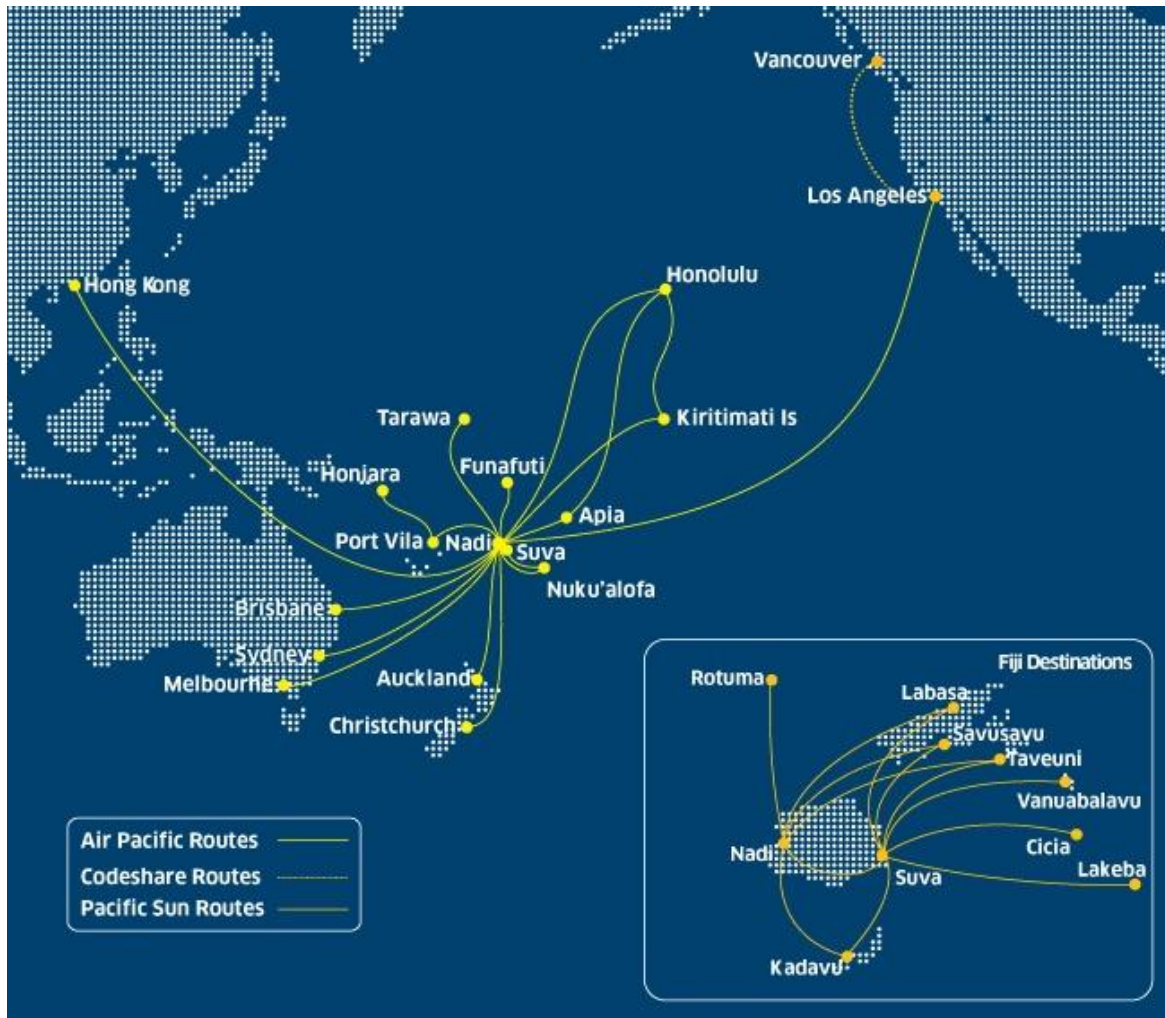 Vancouver
Los Angeles
Hong Kong
Honolulu
Tarawa
Kiritimati Is
Funafuti
Honjara
Apia
Port Vila
Nadi
Suva
Nuku'alofa
Brisbane
Sydney
Melbourne
Auckland
Christchurch
Fiji Destinations
Rotuma
Labasa
Savusavu
Taveuni
Vanuabalavu
Cicia
Nadi
Suva
Lakeba
Kadavu
Air Pacific Routes
Codeshare Routes
Pacific Sun Routes